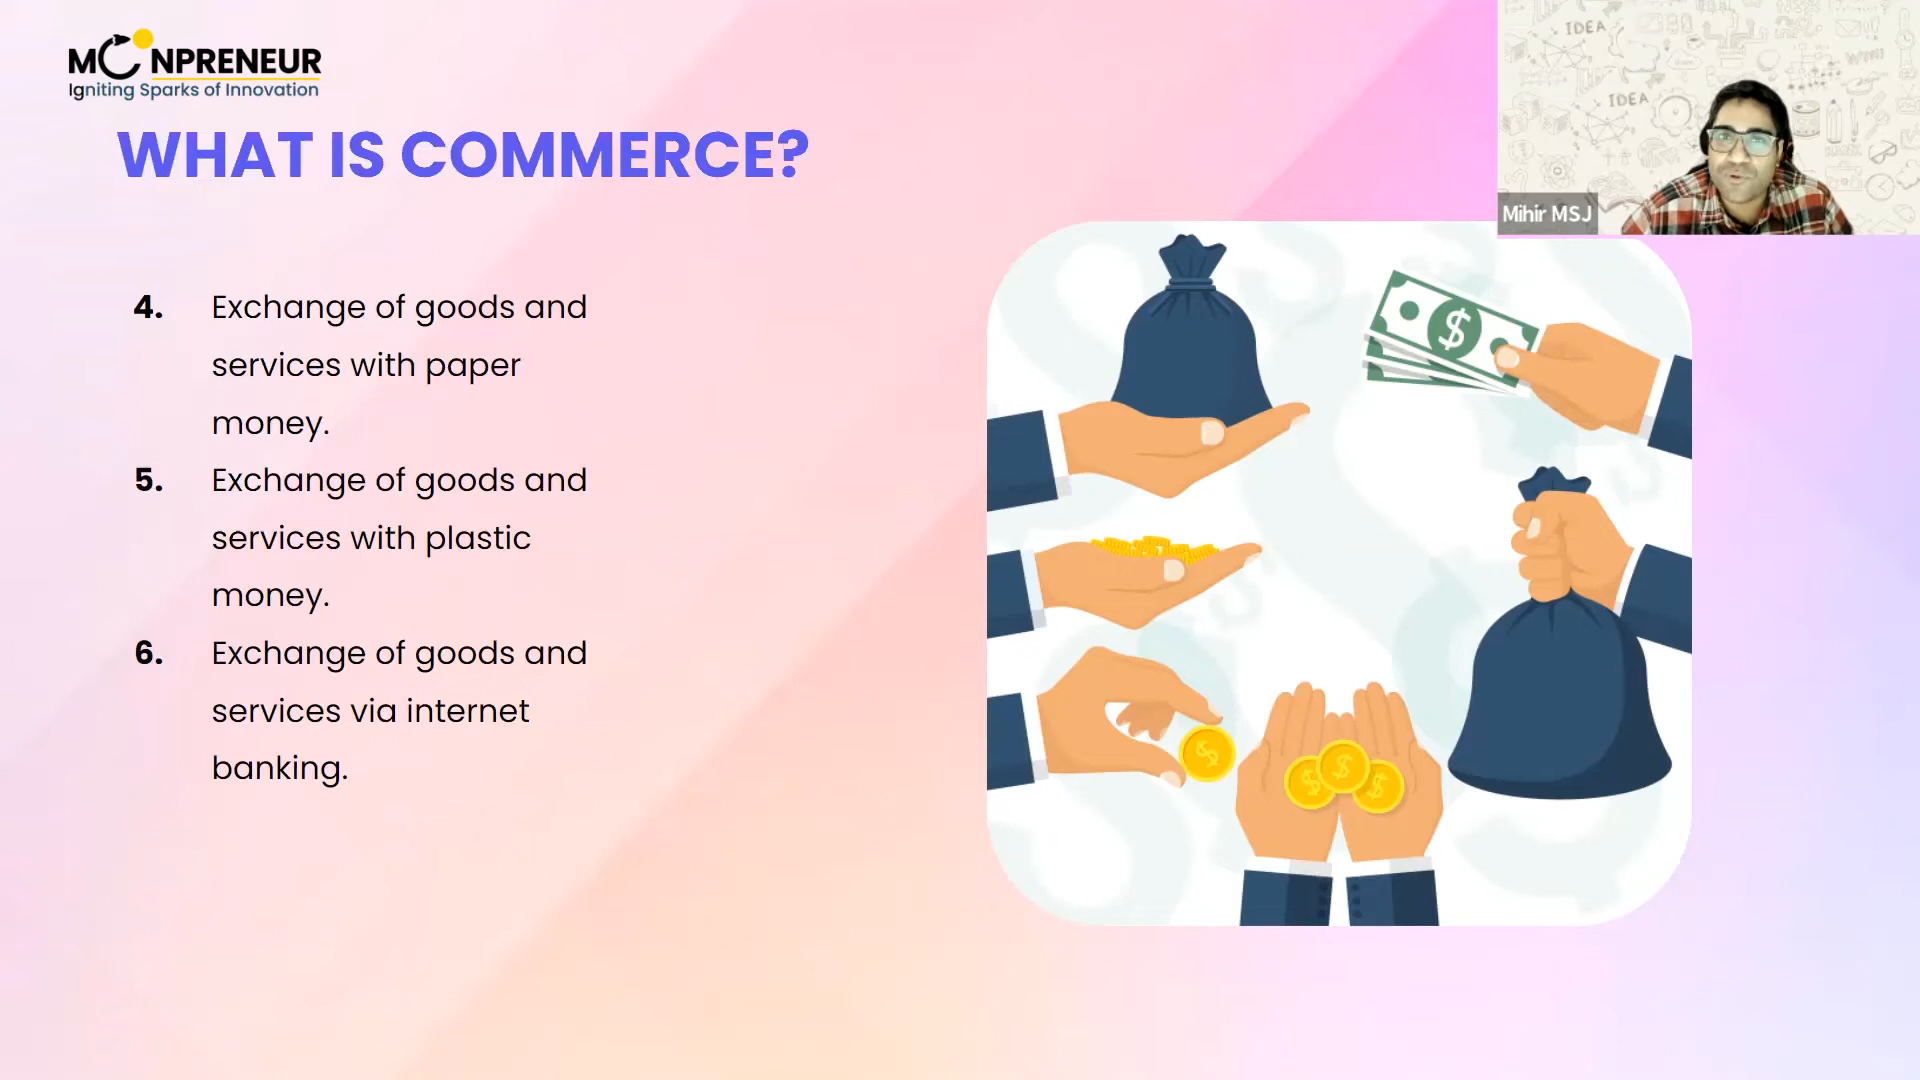 MOONPRENEUR
Igniting Sparks of Innovation
WHAT IS COMMERCE?
4. Exchange of goods and
services with paper
money.
5. Exchange of goods and
services with plastic
money.
6. Exchange of goods and
services via internet
banking.
IDEA
IDEA
Mihir MSJ
$
$
$
$
$